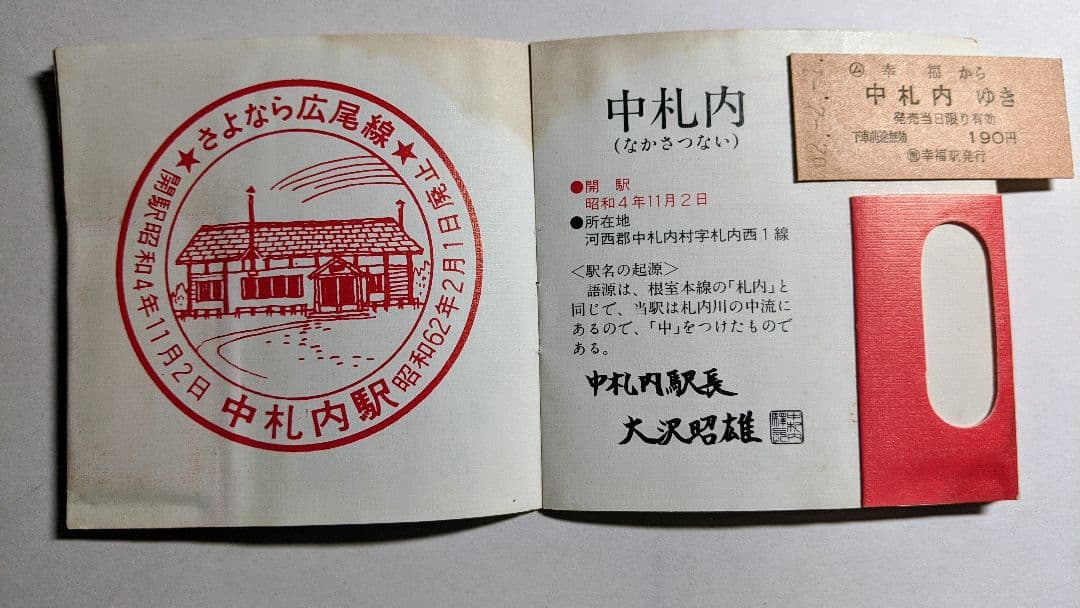 ★さよなら広尾線★
開駅昭和4年11月2日
昭和62年2月1日廃止
中札内駅
中札内
(なかさつない)
●開 駅
昭和4年11月2日
●所在地
河西郡中札内村字札内西1線
<駅名の起源>
語源は、根室本線の「札内」と
同じで、当駅は札内川の中流に
あるので、「中」をつけたもので
ある。
中札内駅長
大沢昭雄
㋰ 幸福から
中札内 ゆき
発売当日限り有効
下車前途無効 190円
幸福駅発行